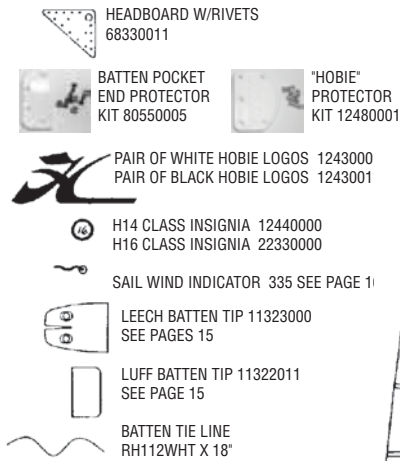 HEADBOARD W/RIVETS
68330011
BATTEN POCKET
END PROTECTOR
KIT 80550005
"HOBIE"
PROTECTOR
KIT 12480001
PAIR OF WHITE HOBIE LOGOS 1243000
PAIR OF BLACK HOBIE LOGOS 1243001
16
H14 CLASS INSIGNIA 12440000
H16 CLASS INSIGNIA 22330000
SAIL WIND INDICATOR 335 SEE PAGE
LEECH BATTEN TIP 11323000
SEE PAGES 15
LUFF BATTEN TIP 11322011
SEE PAGE 15
BATTEN TIE LINE
RH112WHT X 18"